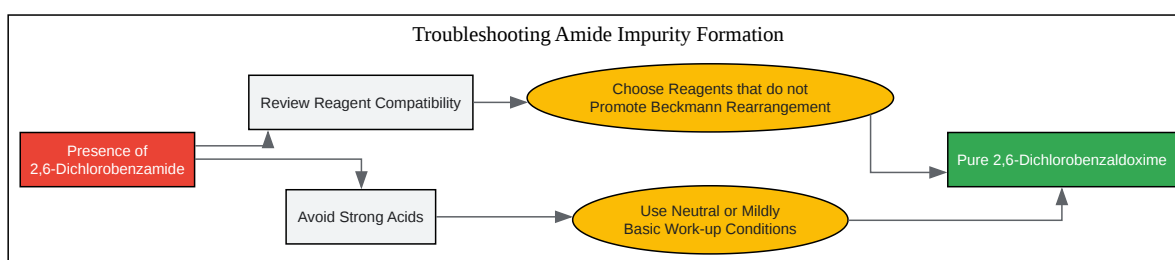 Troubleshooting Amide Impurity Formation
Review Reagent Compatibility
Choose Reagents that do not
Promote Beckmann Rearrangement
Presence of
2,6-Dichlorobenzamide
Pure 2,6-Dichlorobenzaldoxime
Avoid Strong Acids
Use Neutral or Mildly
Basic Work-up Conditions